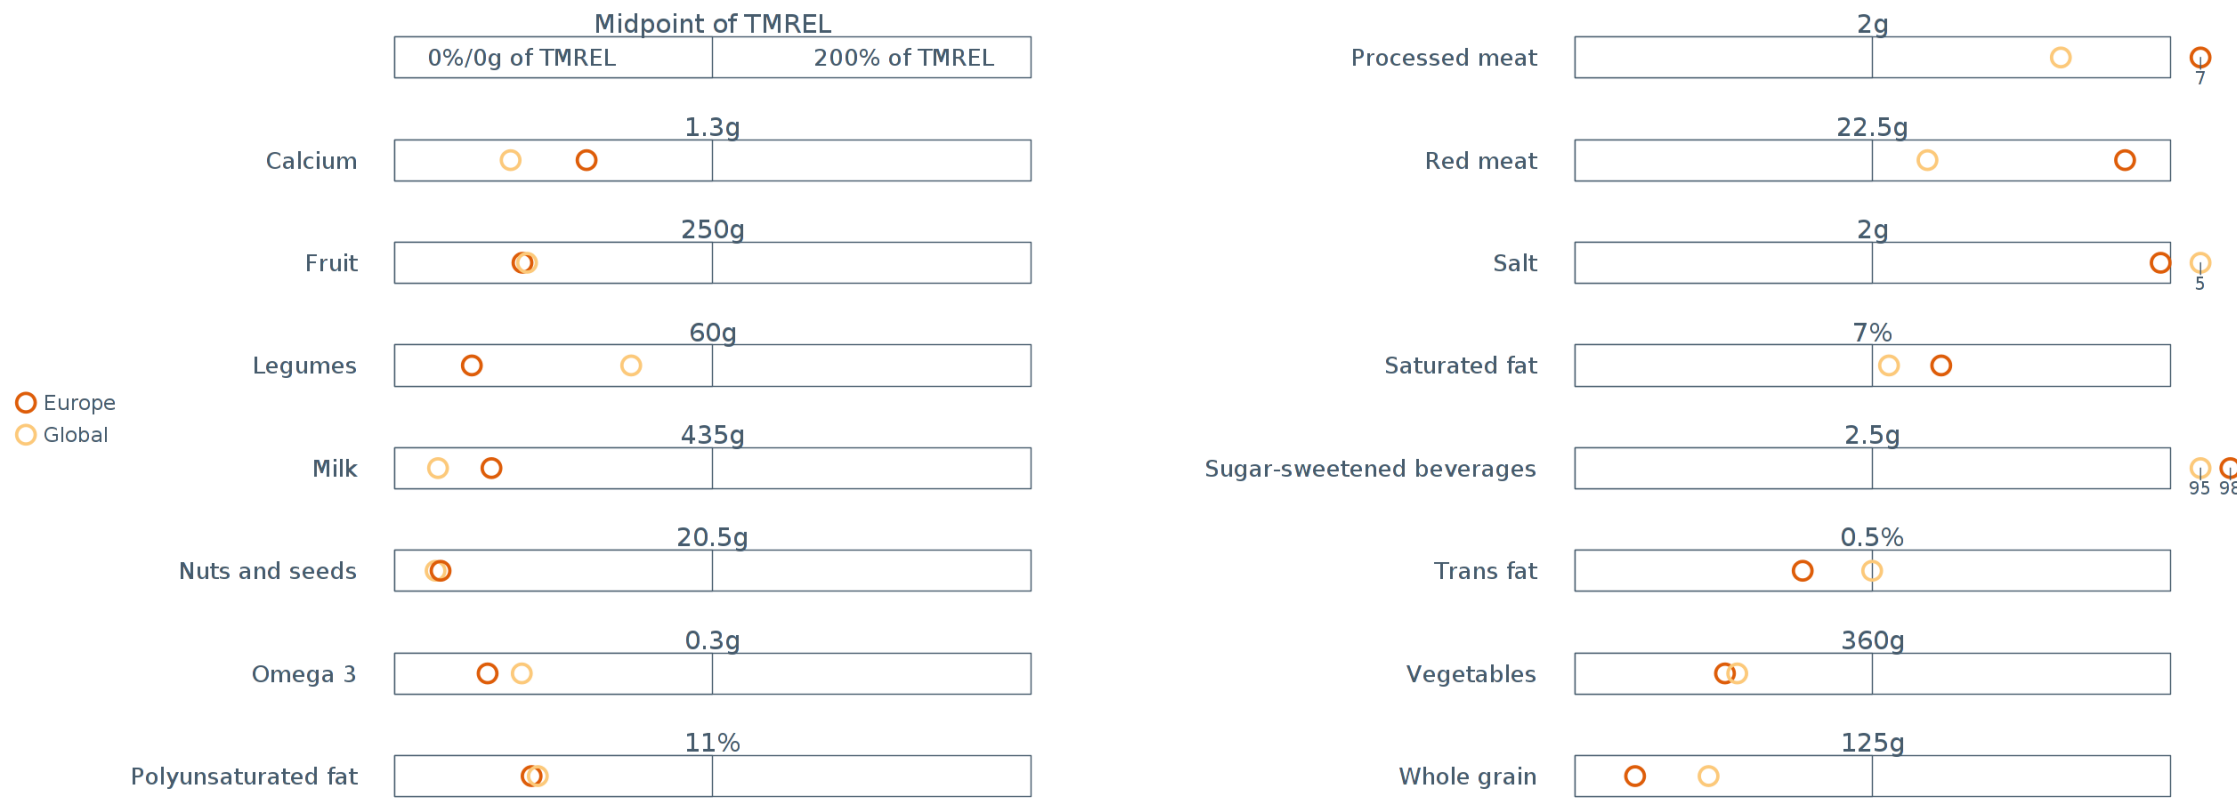 Midpoint of TMREL
0%/0g of TMREL 200% of TMREL
1.3g
Calcium
250g
Fruit
60g
Legumes
Europe
Global
435g
Milk
20.5g
Nuts and seeds
0.3g
Omega 3
11%
Polyunsaturated fat
2g
Processed meat
7
22.5g
Red meat
2g
Salt
5
7%
Saturated fat
2.5g
Sugar-sweetened beverages
95 98
0.5%
Trans fat
360g
Vegetables
125g
Whole grain